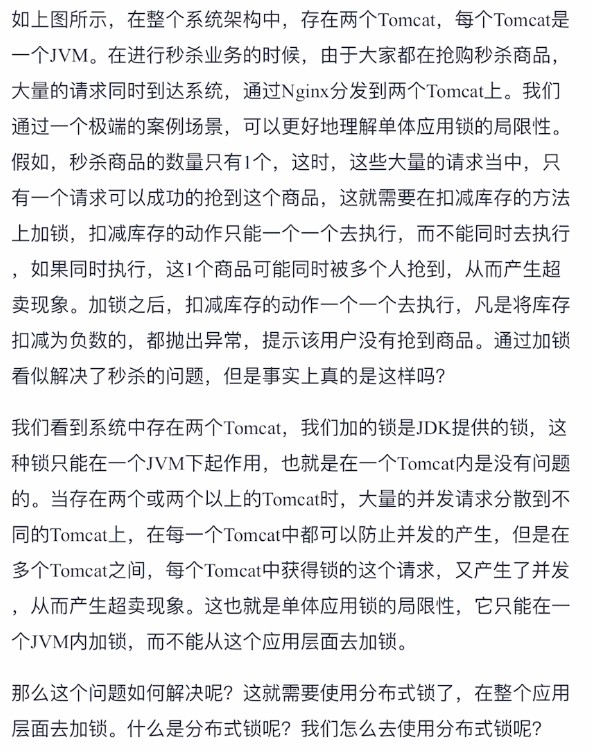 如上图所示，在整个系统架构中，存在两个Tomcat，每个Tomcat是
一个JVM。在进行秒杀业务的时候，由于大家都在抢购秒杀商品，
大量的请求同时到达系统，通过Nginx分发到两个Tomcat上。我们
通过一个极端的案例场景，可以更好地理解单体应用锁的局限性。
假如，秒杀商品的数量只有1个，这时，这些大量的请求当中，只
有一个请求可以成功的抢到这个商品，这就需要在扣减库存的方法
上加锁，扣减库存的动作只能一个一个去执行，而不能同时去执行
，如果同时执行，这1个商品可能同时被多个人抢到，从而产生超
卖现象。加锁之后，扣减库存的动作一个一个去执行，凡是将库存
扣减为负数的，都抛出异常，提示该用户没有抢到商品。通过加锁
看似解决了秒杀的问题，但是事实上真的是这样吗？
我们看到系统中存在两个Tomcat，我们加的锁是JDK提供的锁，这
种锁只能在一个JVM下起作用，也就是在一个Tomcat内是没有问题
的。当存在两个或两个以上的Tomcat时，大量的并发请求分散到不
同的Tomcat上，在每一个Tomcat中都可以防止并发的产生，但是在
多个Tomcat之间，每个Tomcat中获得锁的这个请求，又产生了并发
，从而产生超卖现象。这也就是单体应用锁的局限性，它只能在一
个JVM内加锁，而不能从这个应用层面去加锁。
那么这个问题如何解决呢？这就需要使用分布式锁了，在整个应用
层面去加锁。什么是分布式锁呢？我们怎么去使用分布式锁呢？